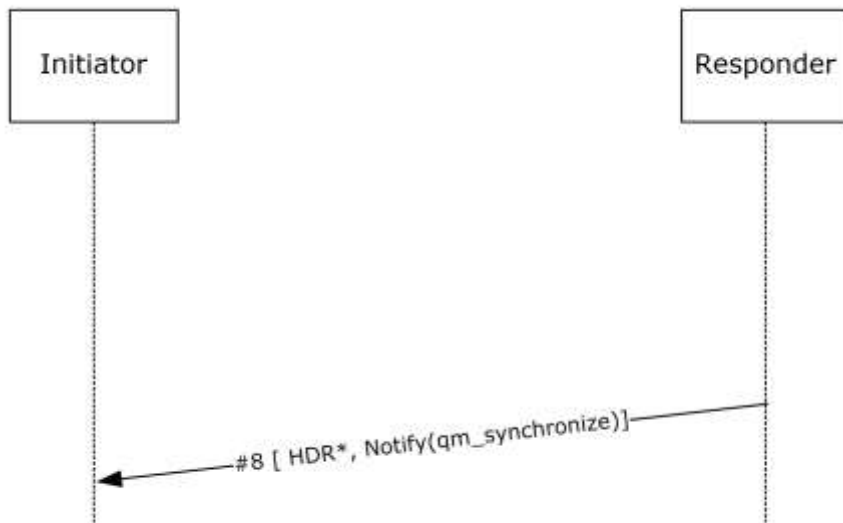 Initiator
Responder
#8 [ HDR*, Notify(qm_synchronize)]